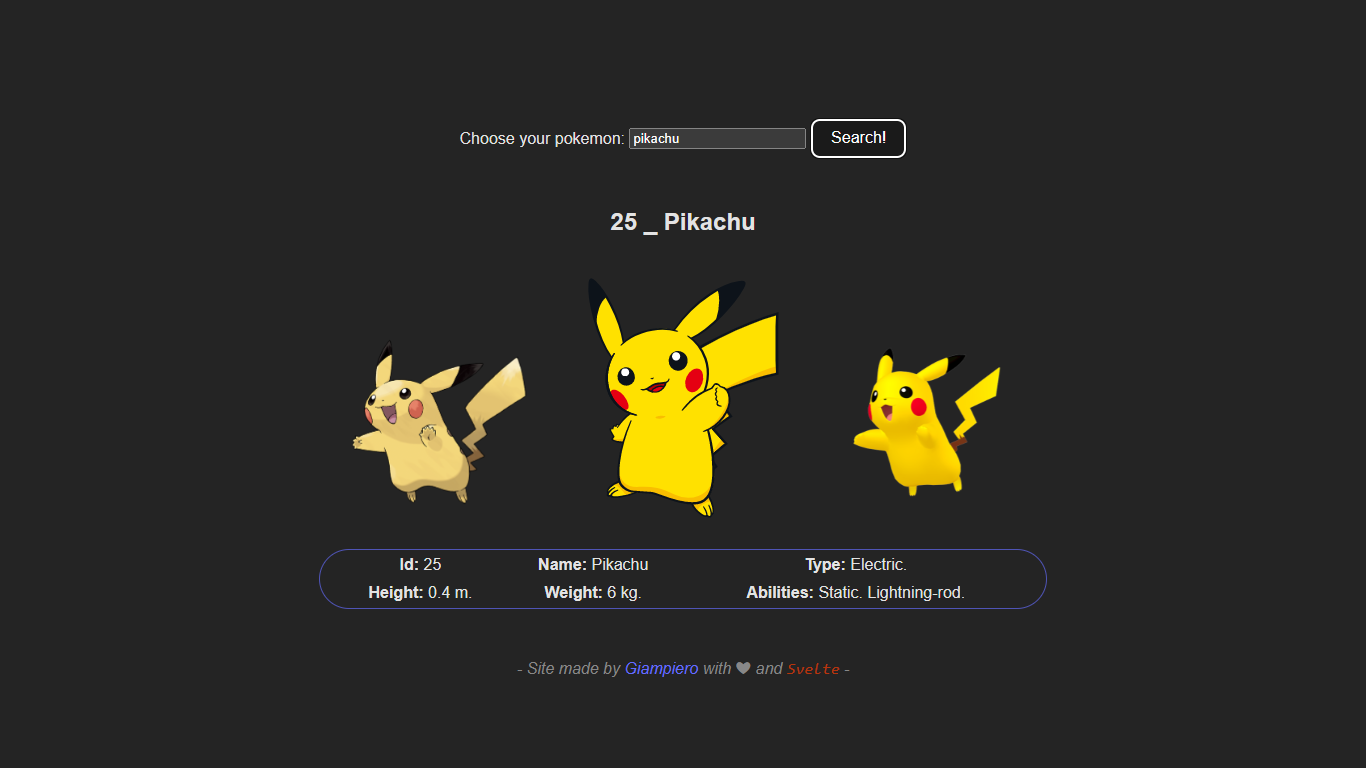 Choose your pokemon: pikachu Search!
25 _ Pikachu
Id: 25 Name: Pikachu Type: Electric.
Height: 0.4 m. Weight: 6 kg. Abilities: Static. Lightning-rod.
- Site made by Giampiero with ❤ and Svelte -